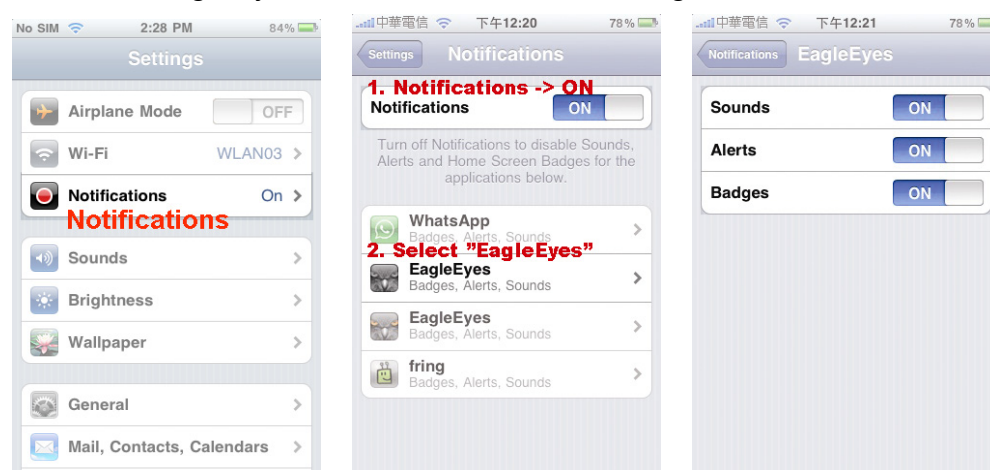 No SIM 2:28 PM 84%
Settings
Airplane Mode OFF
Wi-Fi WLAN03
Notifications On
Notifications
Sounds
Brightness
Wallpaper
General
Mail, Contacts, Calendars
中華電信 下午12:20 78%
Settings Notifications
1. Notifications -> ON
Notifications ON
Turn off Notifications to disable Sounds,
Alerts and Home Screen Badges for the
applications below.
WhatsApp
Badges, Alerts, Sounds
2. Select "EagleEyes"
EagleEyes
Badges, Alerts, Sounds
EagleEyes
Badges, Alerts, Sounds
fring
Badges, Alerts, Sounds
中華電信 下午12:21 78%
Notifications EagleEyes
Sounds ON
Alerts ON
Badges ON